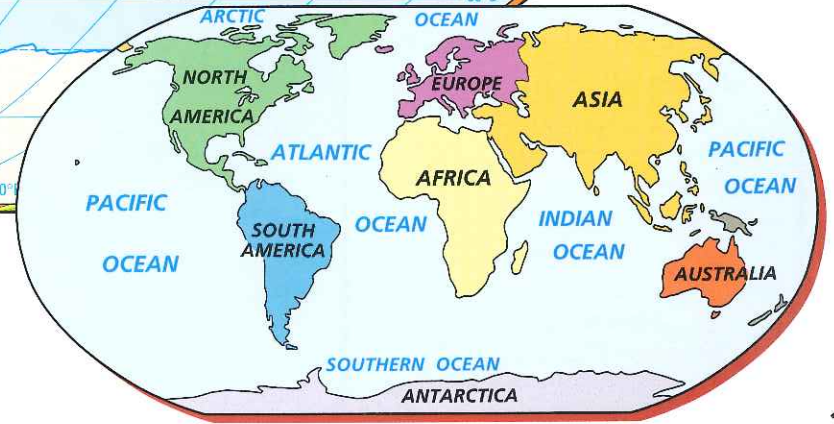 ARCTIC OCEAN
NORTH
AMERICA
EUROPE
ASIA
ATLANTIC
OCEAN
AFRICA
PACIFIC
OCEAN
PACIFIC
OCEAN
SOUTH
AMERICA
INDIAN
OCEAN
AUSTRALIA
SOUTHERN OCEAN
ANTARCTICA